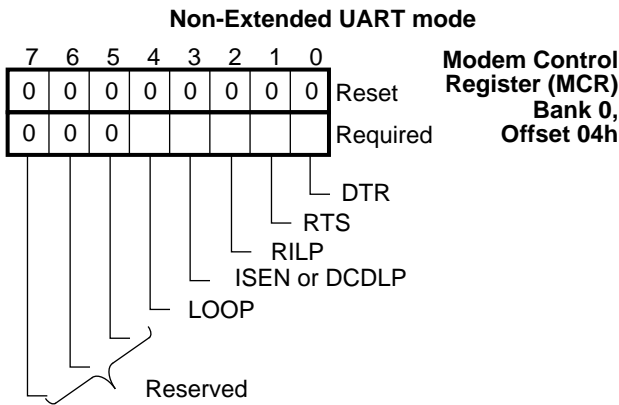 Non-Extended UART mode
7 6 5 4 3 2 1 0
Modem Control
Register (MCR)
Bank 0,
Offset 04h
0 0 0 0 0 0 0 0 Reset
0 0 0 Required
DTR
RTS
RILP
ISEN or DCDLP
LOOP
Reserved